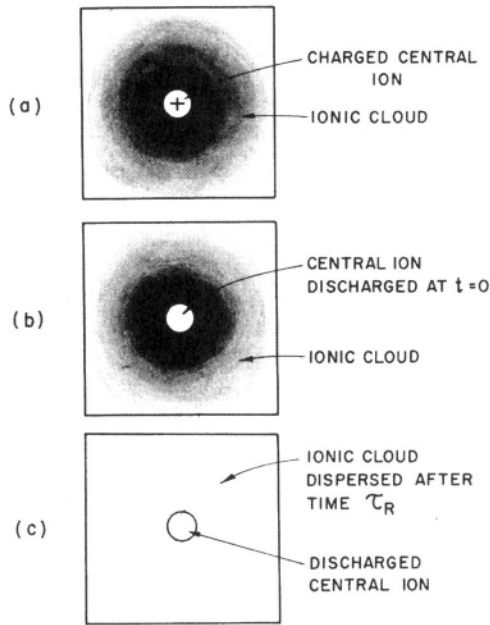 (a)
+
CHARGED CENTRAL
ION
IONIC CLOUD
(b)
CENTRAL ION
DISCHARGED AT t=0
IONIC CLOUD
(c)
IONIC CLOUD
DISPERSED AFTER
TIME τR
DISCHARGED
CENTRAL ION